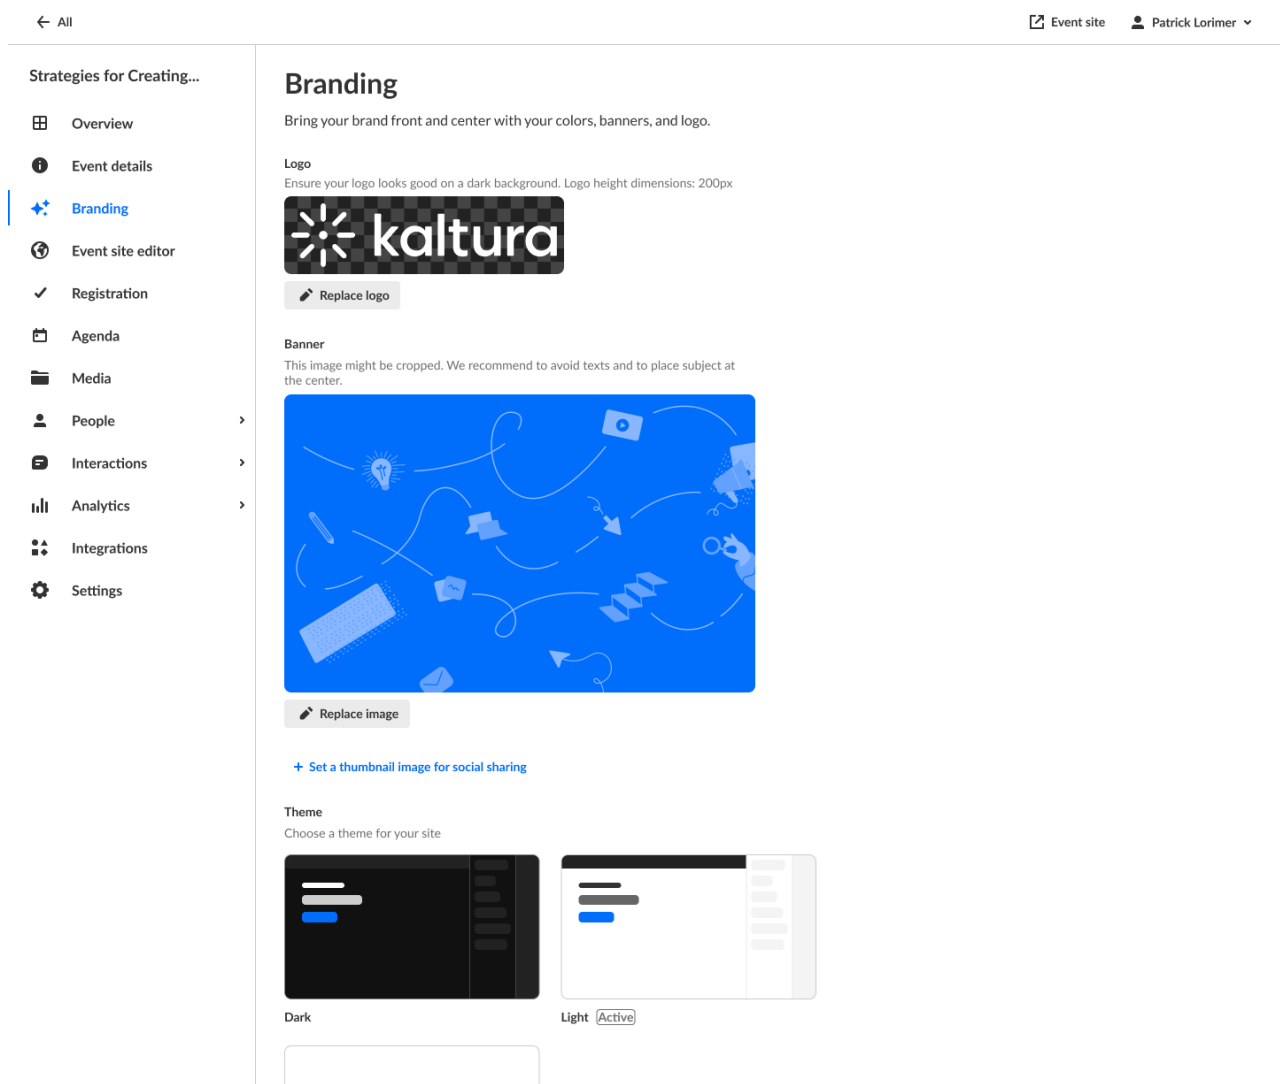 All
Event site
Patrick Lorimer
Strategies for Creating...
Overview
Event details
Branding
Event site editor
Registration
Agenda
Media
People
Interactions
Analytics
Integrations
Settings
Branding
Bring your brand front and center with your colors, banners, and logo.
Logo
Ensure your logo looks good on a dark background. Logo height dimensions: 200px
kaltura
Replace logo
Banner
This image might be cropped. We recommend to avoid texts and to place subject at
the center.
Replace image
+ Set a thumbnail image for social sharing
Theme
Choose a theme for your site
Dark
Light Active